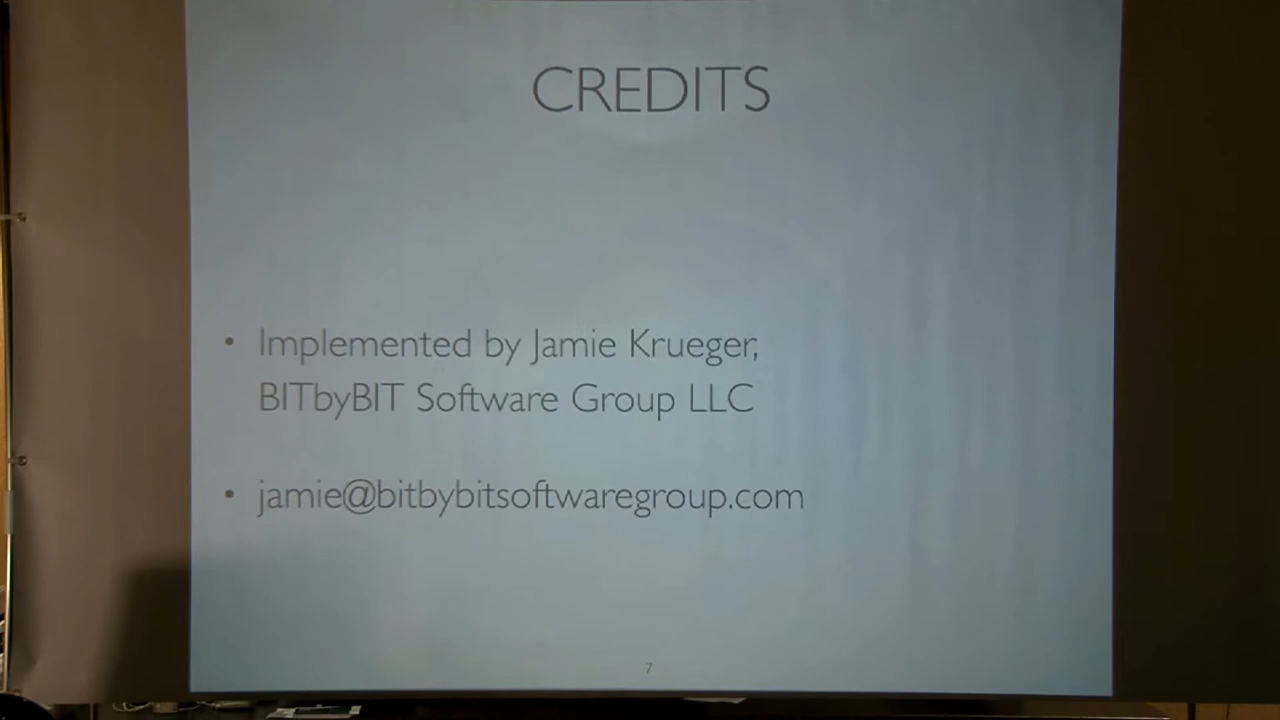 CREDITS
• Implemented by Jamie Krueger,
BITbyBIT Software Group LLC
• jamie@bitbybitsoftwaregroup.com
7